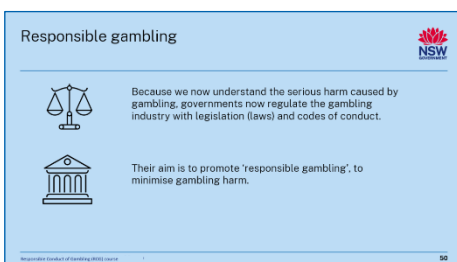 Responsible gambling
NSW
GOVERNMENT
Because we now understand the serious harm caused by
gambling, governments now regulate the gambling
industry with legislation (laws) and codes of conduct.
Their aim is to promote ‘responsible gambling’, to
minimise gambling harm.
Responsible Conduct of Gambling (RCG) course
50